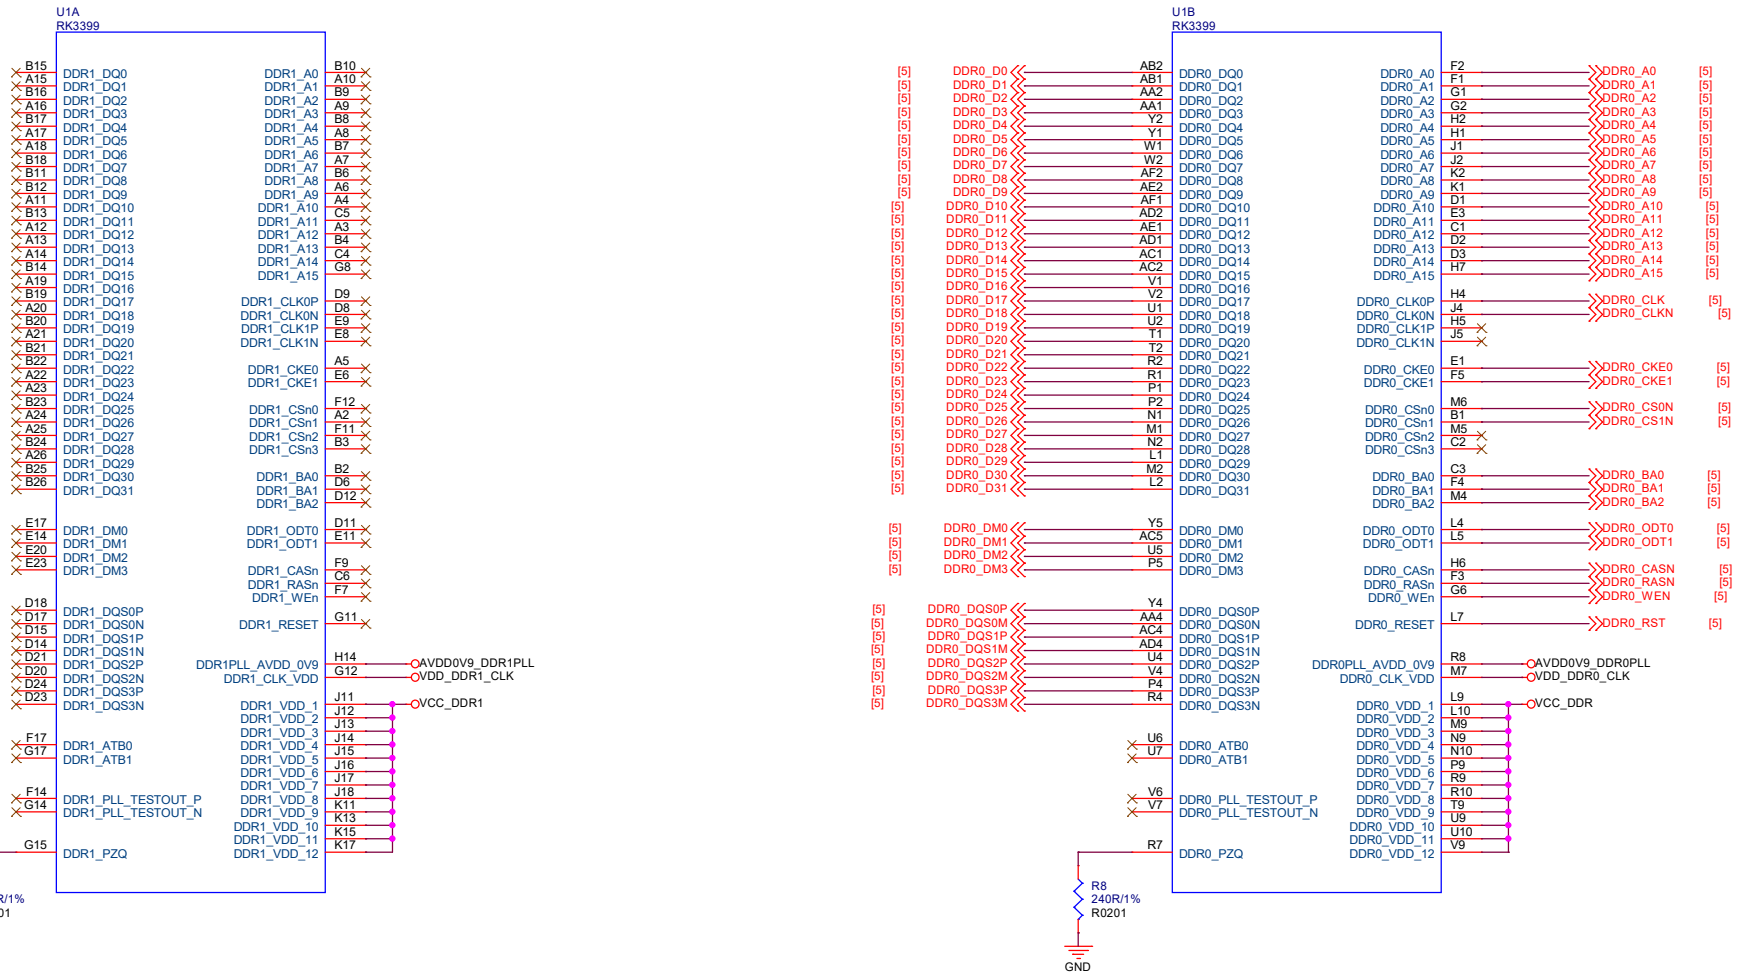 U1A
RK3399
B15 DDR1_DQ0 DDR1_A0 B10
A15 DDR1_DQ1 DDR1_A1 A10
B16 DDR1_DQ2 DDR1_A2 B9
A16 DDR1_DQ3 DDR1_A3 A9
B17 DDR1_DQ4 DDR1_A4 B8
A17 DDR1_DQ5 DDR1_A5 A8
A18 DDR1_DQ6 DDR1_A6 B7
B18 DDR1_DQ7 DDR1_A7 A7
B11 DDR1_DQ8 DDR1_A8 B6
B12 DDR1_DQ9 DDR1_A9 A6
A11 DDR1_DQ10 DDR1_A10 A4
B13 DDR1_DQ11 DDR1_A11 C5
A12 DDR1_DQ12 DDR1_A12 A3
A13 DDR1_DQ13 DDR1_A13 B4
A14 DDR1_DQ14 DDR1_A14 C4
B14 DDR1_DQ15 DDR1_A15 G8
A19 DDR1_DQ16
B19 DDR1_DQ17 DDR1_CLK0P D9
A20 DDR1_DQ18 DDR1_CLK0N D8
B20 DDR1_DQ19 DDR1_CLK1P E9
A21 DDR1_DQ20 DDR1_CLK1N E8
B21 DDR1_DQ21
B22 DDR1_DQ22 DDR1_CKE0 A5
A22 DDR1_DQ23 DDR1_CKE1 E6
A23 DDR1_DQ24
B23 DDR1_DQ25 DDR1_CSn0 F12
A24 DDR1_DQ26 DDR1_CSn1 A2
A25 DDR1_DQ27 DDR1_CSn2 F11
B24 DDR1_DQ28 DDR1_CSn3 B3
A26 DDR1_DQ29
B25 DDR1_DQ30 DDR1_BA0 B2
B26 DDR1_DQ31 DDR1_BA1 D6
DDR1_BA2 D12
E17 DDR1_DM0 DDR1_ODT0 D11
E14 DDR1_DM1 DDR1_ODT1 E11
E20 DDR1_DM2
E23 DDR1_DM3 DDR1_CASn F9
DDR1_RASn C6
DDR1_WEn F7
D18 DDR1_DQS0P
D17 DDR1_DQS0N DDR1_RESET G11
D15 DDR1_DQS1P
D14 DDR1_DQS1N
D21 DDR1_DQS2P DDR1PLL_AVDD_0V9 H14 AVDD0V9_DDR1PLL
D20 DDR1_DQS2N DDR1_CLK_VDD G12 VDD_DDR1_CLK
D24 DDR1_DQS3P
D23 DDR1_DQS3N DDR1_VDD_1 J11 VCC_DDR1
DDR1_VDD_2 J12
DDR1_VDD_3 J13
F17 DDR1_ATB0 DDR1_VDD_4 J14
G17 DDR1_ATB1 DDR1_VDD_5 J15
DDR1_VDD_6 J16
DDR1_VDD_7 J17
F14 DDR1_PLL_TESTOUT_P DDR1_VDD_8 J18
G14 DDR1_PLL_TESTOUT_N DDR1_VDD_9 K11
DDR1_VDD_10 K13
DDR1_VDD_11 K15
G15 DDR1_PZQ DDR1_VDD_12 K17
R/1%
01
U1B
RK3399
[5] DDR0_D0 AB2 DDR0_DQ0 DDR0_A0 F2 DDR0_A0 [5]
[5] DDR0_D1 AB1 DDR0_DQ1 DDR0_A1 F1 DDR0_A1 [5]
[5] DDR0_D2 AA2 DDR0_DQ2 DDR0_A2 G1 DDR0_A2 [5]
[5] DDR0_D3 AA1 DDR0_DQ3 DDR0_A3 G2 DDR0_A3 [5]
[5] DDR0_D4 Y2 DDR0_DQ4 DDR0_A4 H2 DDR0_A4 [5]
[5] DDR0_D5 Y1 DDR0_DQ5 DDR0_A5 H1 DDR0_A5 [5]
[5] DDR0_D6 W1 DDR0_DQ6 DDR0_A6 J1 DDR0_A6 [5]
[5] DDR0_D7 W2 DDR0_DQ7 DDR0_A7 J2 DDR0_A7 [5]
[5] DDR0_D8 AF2 DDR0_DQ8 DDR0_A8 K2 DDR0_A8 [5]
[5] DDR0_D9 AE2 DDR0_DQ9 DDR0_A9 K1 DDR0_A9 [5]
[5] DDR0_D10 AF1 DDR0_DQ10 DDR0_A10 D1 DDR0_A10 [5]
[5] DDR0_D11 AD2 DDR0_DQ11 DDR0_A11 E3 DDR0_A11 [5]
[5] DDR0_D12 AE1 DDR0_DQ12 DDR0_A12 C1 DDR0_A12 [5]
[5] DDR0_D13 AD1 DDR0_DQ13 DDR0_A13 D2 DDR0_A13 [5]
[5] DDR0_D14 AC1 DDR0_DQ14 DDR0_A14 D3 DDR0_A14 [5]
[5] DDR0_D15 AC2 DDR0_DQ15 DDR0_A15 H7 DDR0_A15 [5]
[5] DDR0_D16 V1 DDR0_DQ16
[5] DDR0_D17 V2 DDR0_DQ17 DDR0_CLK0P H4 DDR0_CLK [5]
[5] DDR0_D18 U1 DDR0_DQ18 DDR0_CLK0N J4 DDR0_CLKN [5]
[5] DDR0_D19 U2 DDR0_DQ19 DDR0_CLK1P H5
[5] DDR0_D20 T1 DDR0_DQ20 DDR0_CLK1N J5
[5] DDR0_D21 T2 DDR0_DQ21
[5] DDR0_D22 R2 DDR0_DQ22 DDR0_CKE0 E1 DDR0_CKE0 [5]
[5] DDR0_D23 R1 DDR0_DQ23 DDR0_CKE1 F5 DDR0_CKE1 [5]
[5] DDR0_D24 P1 DDR0_DQ24
[5] DDR0_D25 P2 DDR0_DQ25 DDR0_CSn0 M6 DDR0_CS0N [5]
[5] DDR0_D26 N1 DDR0_DQ26 DDR0_CSn1 B1 DDR0_CS1N [5]
[5] DDR0_D27 M1 DDR0_DQ27 DDR0_CSn2 M5
[5] DDR0_D28 N2 DDR0_DQ28 DDR0_CSn3 C2
[5] DDR0_D29 L1 DDR0_DQ29
[5] DDR0_D30 M2 DDR0_DQ30 DDR0_BA0 C3 DDR0_BA0 [5]
[5] DDR0_D31 L2 DDR0_DQ31 DDR0_BA1 F4 DDR0_BA1 [5]
DDR0_BA2 M4 DDR0_BA2 [5]
[5] DDR0_DM0 Y5 DDR0_DM0 DDR0_ODT0 L4 DDR0_ODT0 [5]
[5] DDR0_DM1 AC5 DDR0_DM1 DDR0_ODT1 L5 DDR0_ODT1 [5]
[5] DDR0_DM2 U5 DDR0_DM2
[5] DDR0_DM3 P5 DDR0_DM3 DDR0_CASn H6 DDR0_CASN [5]
DDR0_RASn F3 DDR0_RASN [5]
DDR0_WEn G6 DDR0_WEN [5]
[5] DDR0_DQS0P Y4 DDR0_DQS0P
[5] DDR0_DQS0M AA4 DDR0_DQS0N DDR0_RESET L7 DDR0_RST [5]
[5] DDR0_DQS1P AC4 DDR0_DQS1P
[5] DDR0_DQS1M AD4 DDR0_DQS1N
[5] DDR0_DQS2P U4 DDR0_DQS2P DDR0PLL_AVDD_0V9 R8 AVDD0V9_DDR0PLL
[5] DDR0_DQS2M V4 DDR0_DQS2N DDR0_CLK_VDD M7 VDD_DDR0_CLK
[5] DDR0_DQS3P P4 DDR0_DQS3P
[5] DDR0_DQS3M R4 DDR0_DQS3N DDR0_VDD_1 L9 VCC_DDR
DDR0_VDD_2 L10
DDR0_VDD_3 M9
U6 DDR0_ATB0 DDR0_VDD_4 N9
U7 DDR0_ATB1 DDR0_VDD_5 N10
DDR0_VDD_6 P9
DDR0_VDD_7 R9
V6 DDR0_PLL_TESTOUT_P DDR0_VDD_8 R10
V7 DDR0_PLL_TESTOUT_N DDR0_VDD_9 T9
DDR0_VDD_10 U9
DDR0_VDD_11 U10
R7 DDR0_PZQ DDR0_VDD_12 V9
R8
240R/1%
R0201
GND